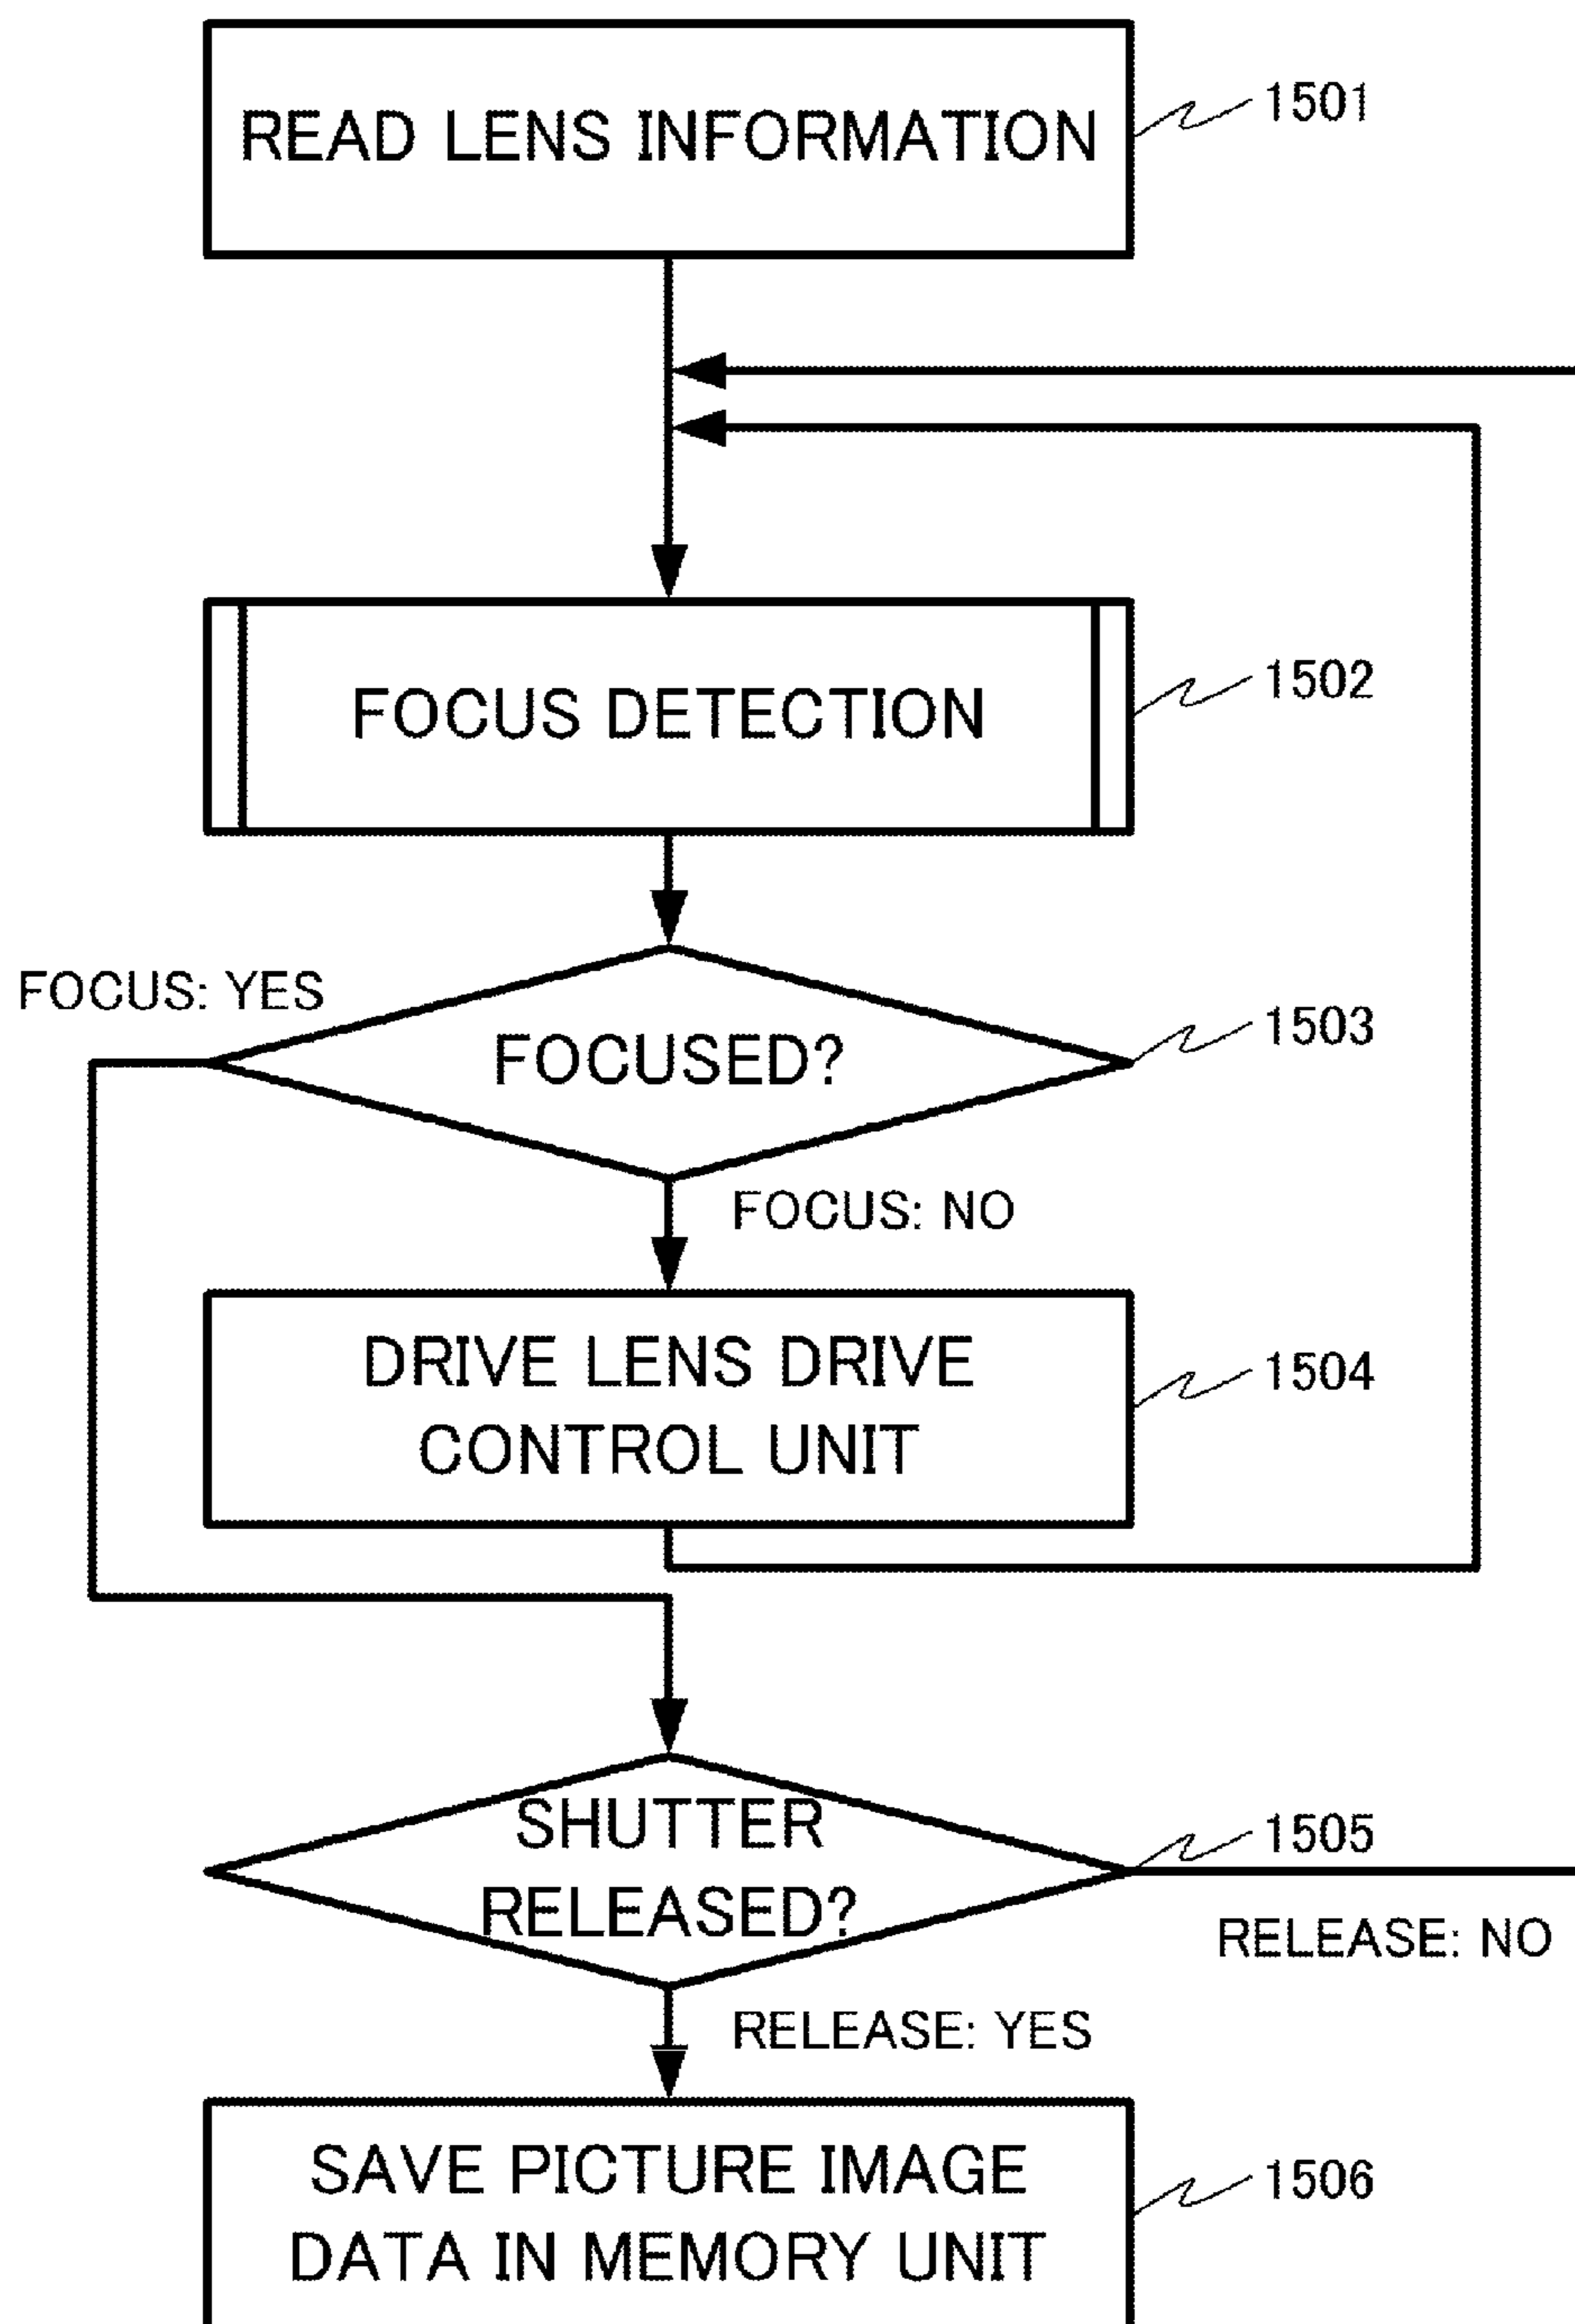 READ LENS INFORMATION
1501
FOCUS DETECTION
1502
FOCUS: YES
FOCUSED?
1503
FOCUS: NO
DRIVE LENS DRIVE
CONTROL UNIT
1504
SHUTTER
RELEASED?
1505
RELEASE: NO
RELEASE: YES
SAVE PICTURE IMAGE
DATA IN MEMORY UNIT
1506